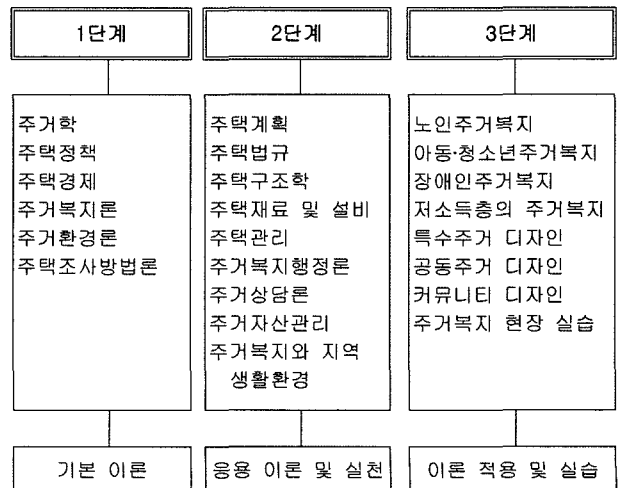 1단계
주거학
주택정책
주택경제
주거복지론
주거환경론
주택조사방법론
기본 이론
2단계
주택계획
주택법규
주택구조학
주택재료 및 설비
주택관리
주거복지행정론
주거상담론
주거자산관리
주거복지와 지역
생활환경
응용 이론 및 실천
3단계
노인주거복지
아동·청소년주거복지
장애인주거복지
저소득층의 주거복지
특수주거 디자인
공동주거 디자인
커뮤니티 디자인
주거복지 현장 실습
이론 적용 및 실습